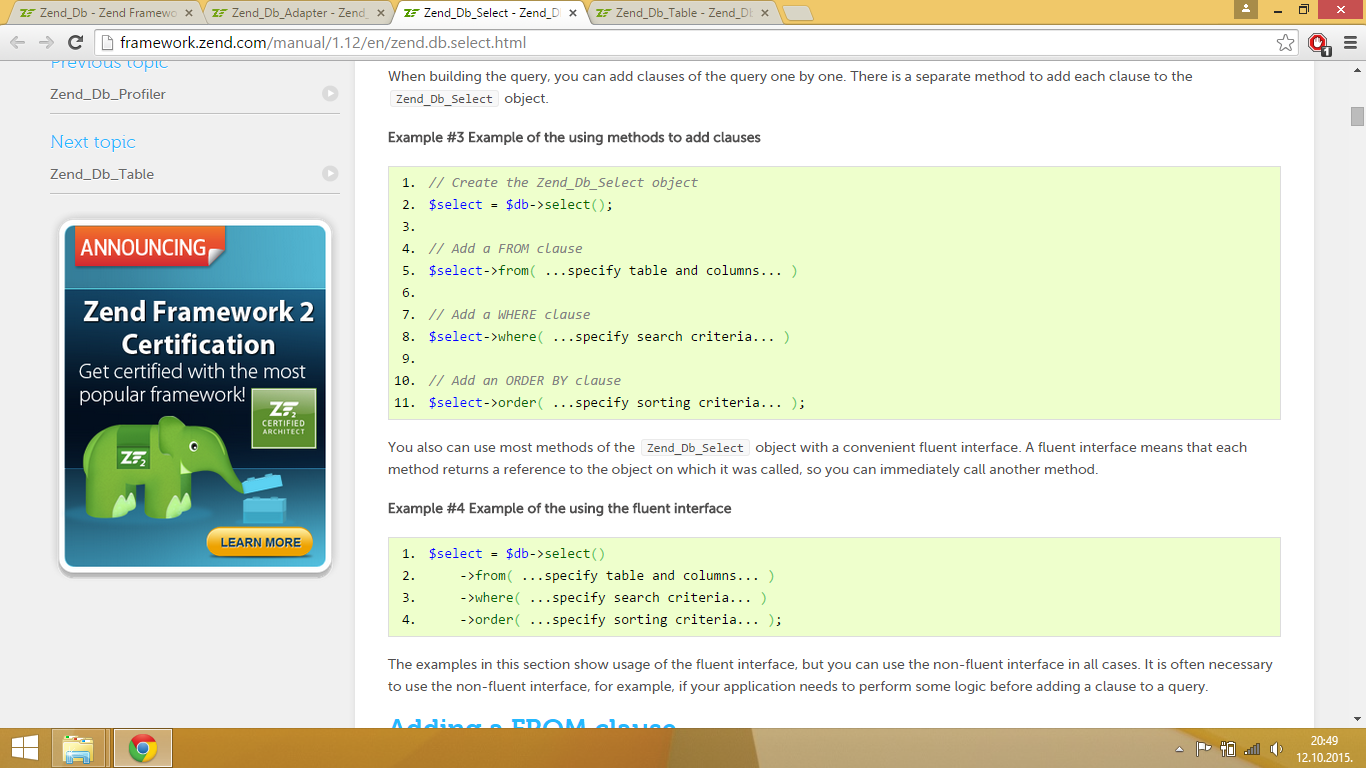 Zend_Db - Zend Framewo
Zend_Db_Adapter - Zend_
Zend_Db_Select - Zend_D
Zend_Db_Table - Zend_Db
framework.zend.com/manual/1.12/en/zend.db.select.html
1
Previous topic
Zend_Db_Profiler
Next topic
Zend_Db_Table
ANNOUNCING
Zend Framework 2
Certification
Get certified with the most
popular framework!
ZF2
CERTIFIED
ARCHITECT
ZF2
LEARN MORE
When building the query, you can add clauses of the query one by one. There is a separate method to add each clause to the
Zend_Db_Select object.
Example #3 Example of the using methods to add clauses
1. // Create the Zend_Db_Select object
2. $select = $db->select();
3.
4. // Add a FROM clause
5. $select->from( ...specify table and columns... )
6.
7. // Add a WHERE clause
8. $select->where( ...specify search criteria... )
9.
10. // Add an ORDER BY clause
11. $select->order( ...specify sorting criteria... );
You also can use most methods of the Zend_Db_Select object with a convenient fluent interface. A fluent interface means that each
method returns a reference to the object on which it was called, so you can immediately call another method.
Example #4 Example of the using the fluent interface
1. $select = $db->select()
2. ->from( ...specify table and columns... )
3. ->where( ...specify search criteria... )
4. ->order( ...specify sorting criteria... );
The examples in this section show usage of the fluent interface, but you can use the non-fluent interface in all cases. It is often necessary
to use the non-fluent interface, for example, if your application needs to perform some logic before adding a clause to a query.
Adding a FROM clause
20:49
12.10.2015.